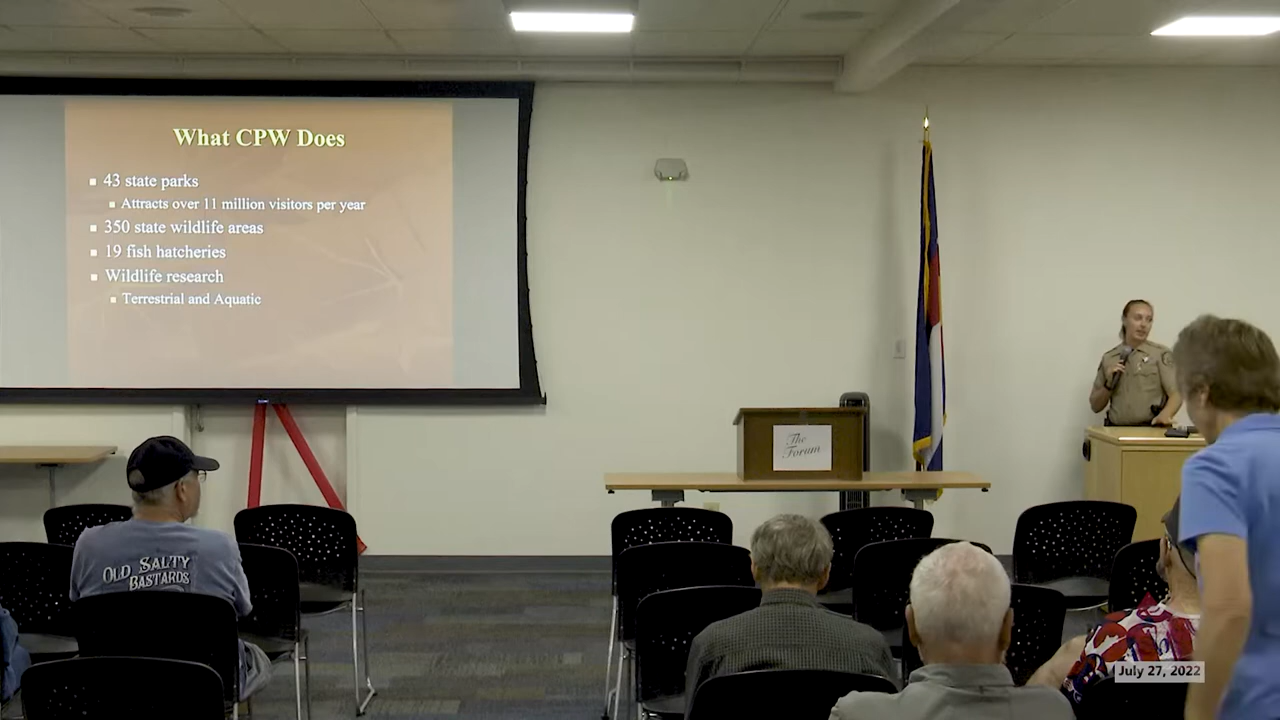 What CPW Does
43 state parks
Attracts over 11 million visitors per year
350 state wildlife areas
19 fish hatcheries
Wildlife research
Terrestrial and Aquatic
The
Forum
OLD SALTY
BASTARDS
July 27, 2022